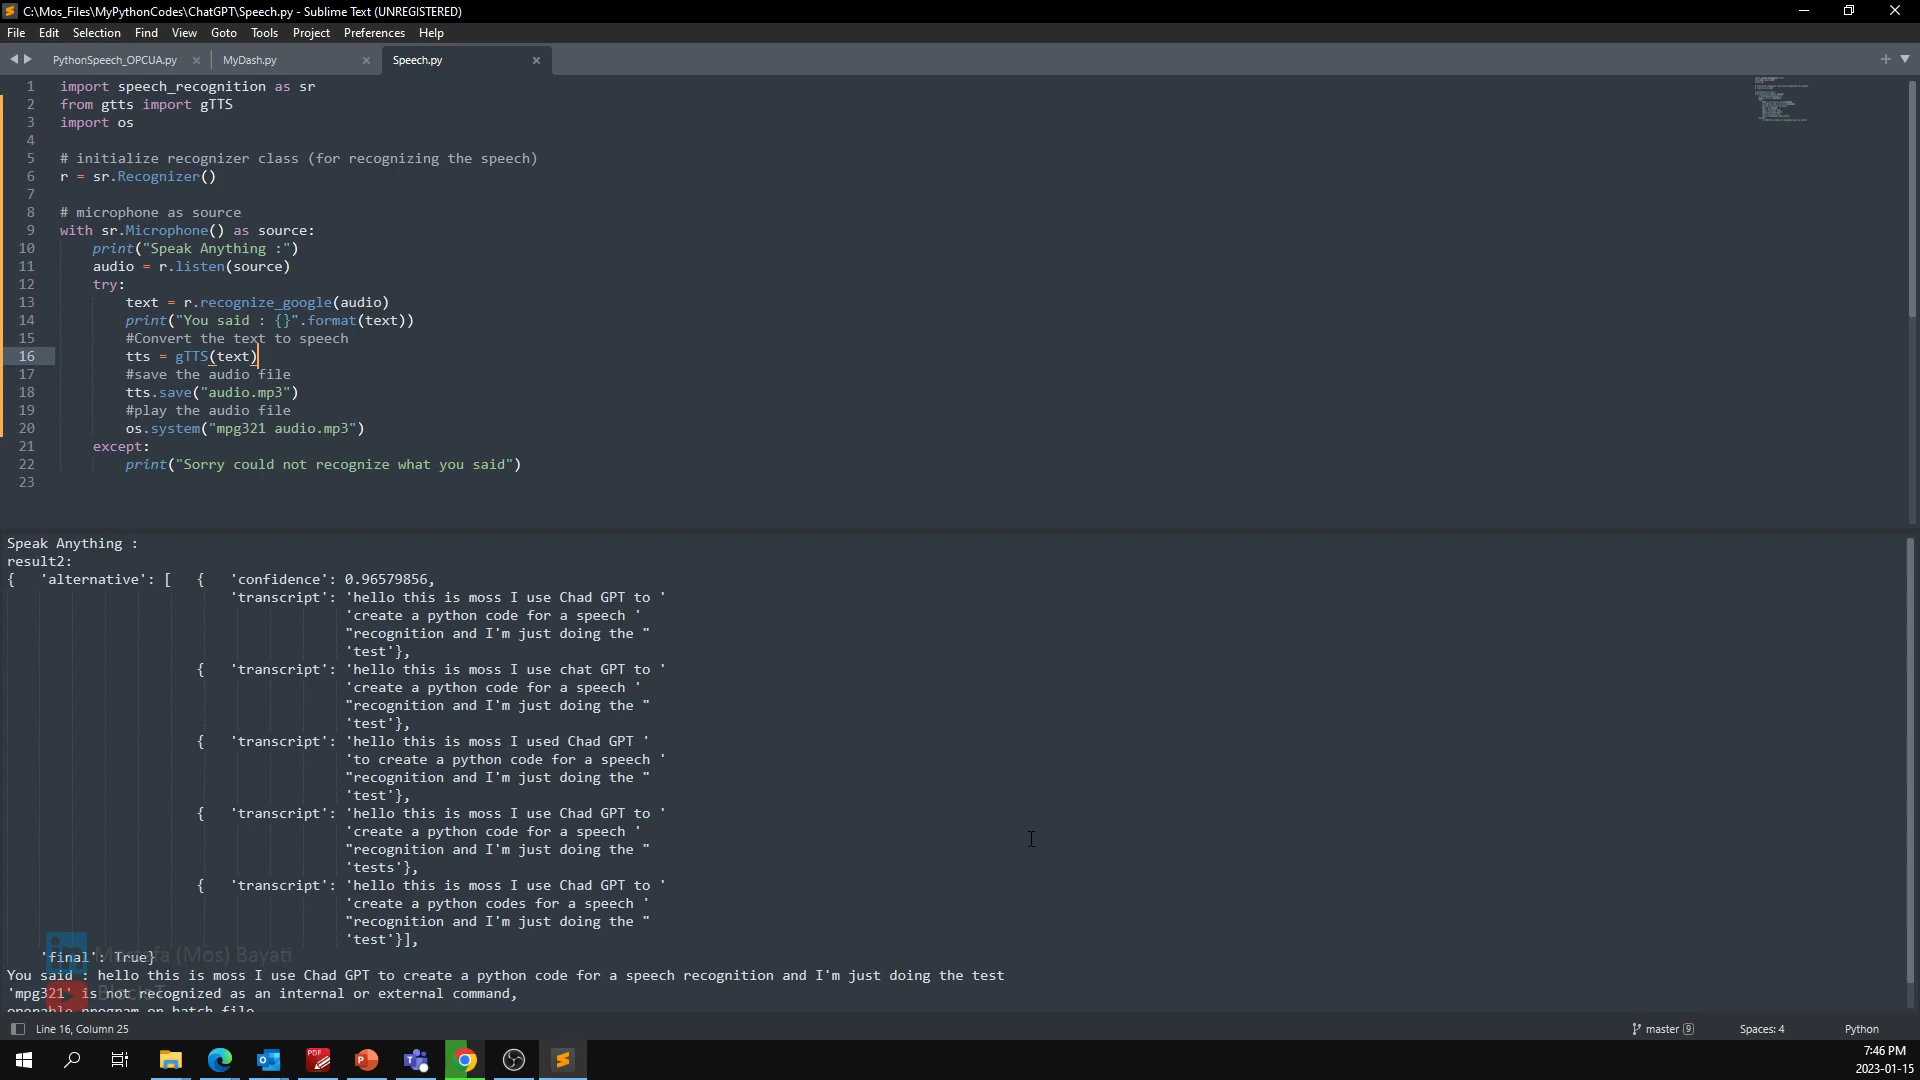 C:\Mos_Files\MyPythonCodes\ChatGPT\Speech.py - Sublime Text (UNREGISTERED)
File Edit Selection Find View Goto Tools Project Preferences Help
PythonSpeech_OPCUA.py MyDash.py Speech.py
1 import speech_recognition as sr
2 from gtts import gTTS
3 import os
4
5 # initialize recognizer class (for recognizing the speech)
6 r = sr.Recognizer()
7
8 # microphone as source
9 with sr.Microphone() as source:
10 print("Speak Anything :")
11 audio = r.listen(source)
12 try:
13 text = r.recognize_google(audio)
14 print("You said : {}".format(text))
15 #Convert the text to speech
16 tts = gTTS(text)
17 #save the audio file
18 tts.save("audio.mp3")
19 #play the audio file
20 os.system("mpg321 audio.mp3")
21 except:
22 print("Sorry could not recognize what you said")
23
Speak Anything :
result2:
{ 'alternative': [ { 'confidence': 0.96579856,
'transcript': 'hello this is moss I use Chad GPT to '
'create a python code for a speech '
"recognition and I'm just doing the "
'test'},
{ 'transcript': 'hello this is moss I use chat GPT to '
'create a python code for a speech '
"recognition and I'm just doing the "
'test'},
{ 'transcript': 'hello this is moss I used Chad GPT '
'to create a python code for a speech '
"recognition and I'm just doing the "
'test'},
{ 'transcript': 'hello this is moss I use Chad GPT to '
'create a python code for a speech '
"recognition and I'm just doing the "
'tests'},
{ 'transcript': 'hello this is moss I use Chad GPT to '
'create a python codes for a speech '
"recognition and I'm just doing the "
'test'}],
'final': True}
Mostafa (Mos) Bayati
You said : hello this is moss I use Chad GPT to create a python code for a speech recognition and I'm just doing the test
'mpg321' is not recognized as an internal or external command,
operable program or batch file
Line 16, Column 25
master 9
Spaces: 4
Python
7:46 PM
2023-01-15